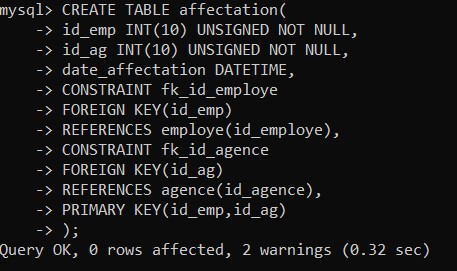 mysql> CREATE TABLE affectation(
    -> id_emp INT(10) UNSIGNED NOT NULL,
    -> id_ag INT(10) UNSIGNED NOT NULL,
    -> date_affectation DATETIME,
    -> CONSTRAINT fk_id_employe
    -> FOREIGN KEY(id_emp)
    -> REFERENCES employe(id_employe),
    -> CONSTRAINT fk_id_agence
    -> FOREIGN KEY(id_ag)
    -> REFERENCES agence(id_agence),
    -> PRIMARY KEY(id_emp,id_ag)
    -> );
Query OK, 0 rows affected, 2 warnings (0.32 sec)